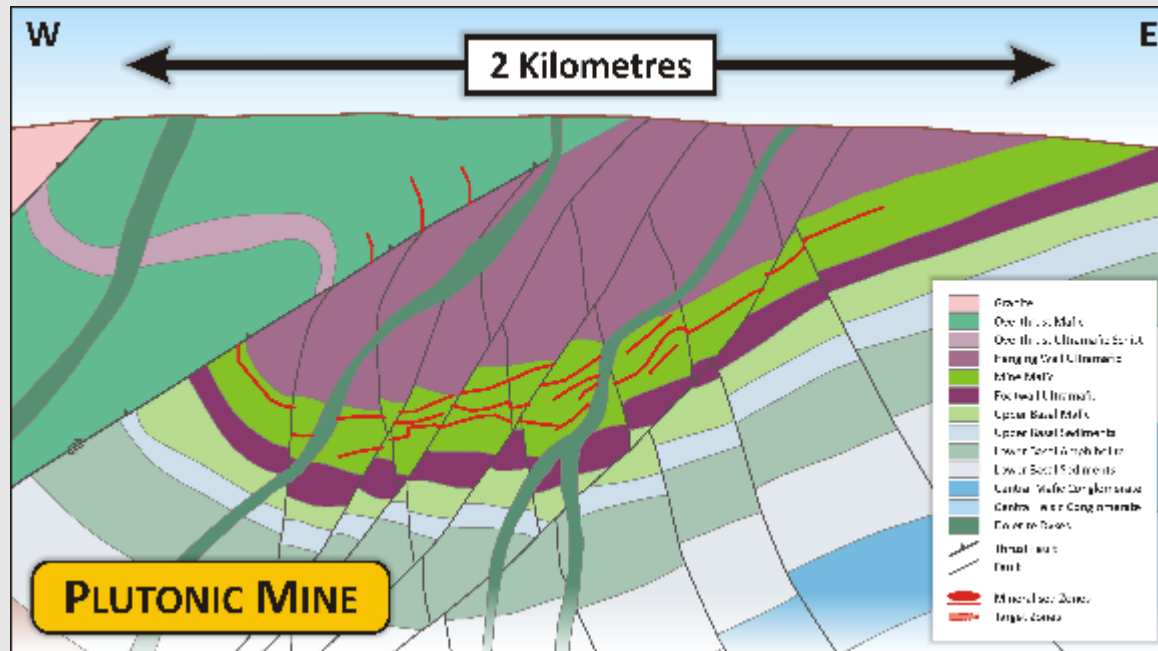 W
E
2 Kilometres
Granite
Overthrust Mafic
Overthrust Ultramafic
Hanging Wall Ultramafic
Mine Mafic
Footwall Ultramafic
Upper Basal Mafic
Upper Basal Sediments
Lower Basal Amphibolite
Lower Basal Sediments
Central Mafic Conglomerate
Central Conglomerate
Dolerite Dykes
Thrust Fault
Fault
Mineralised Zones
Target Zones
PLUTONIC MINE